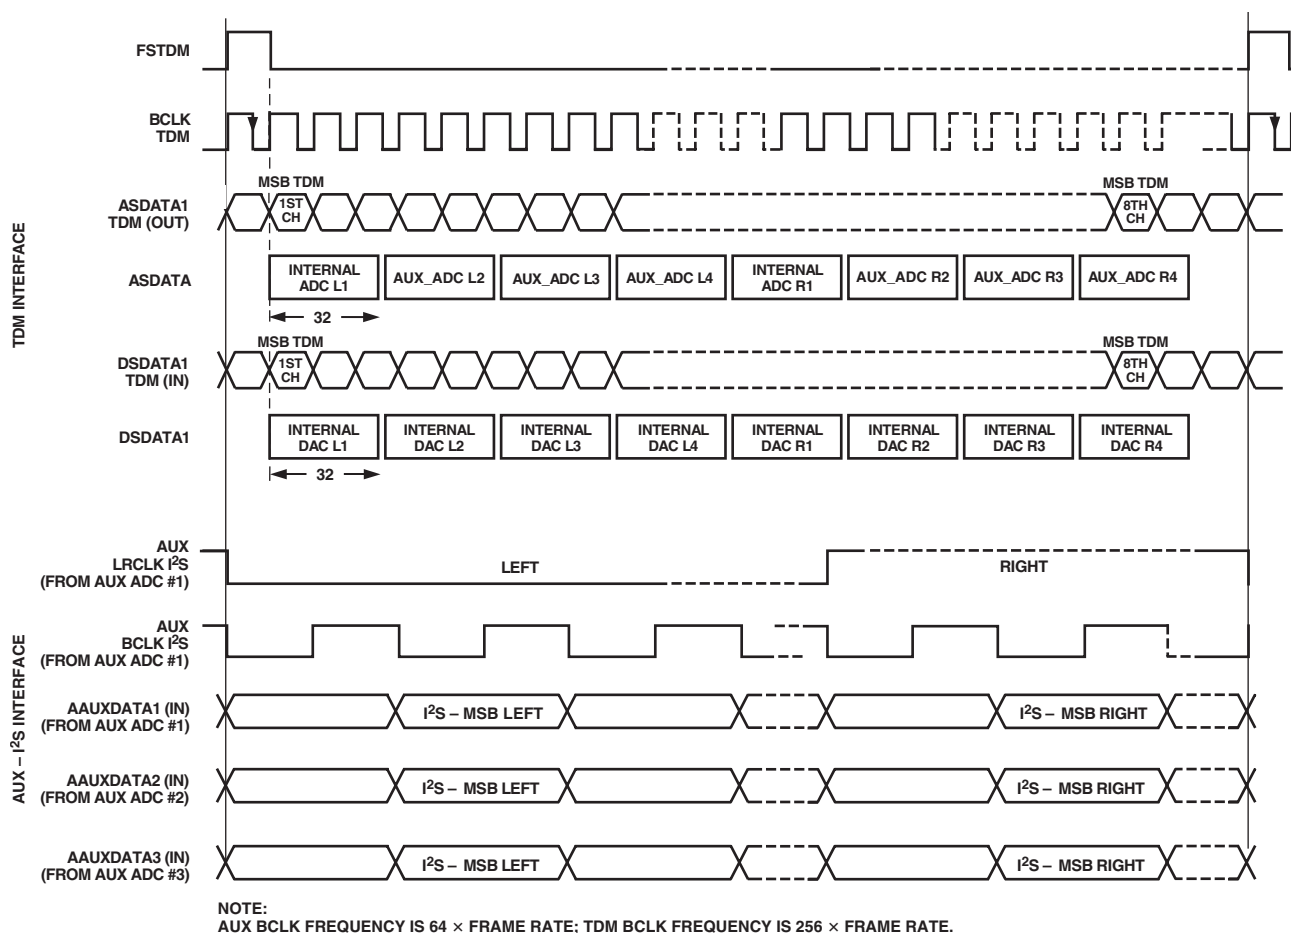 FSTDM
BCLK
TDM
MSB TDM
MSB TDM
ASDATA1
TDM (OUT)
1ST
CH
8TH
CH
ASDATA
INTERNAL
ADC L1
AUX_ADC L2
AUX_ADC L3
AUX_ADC L4
INTERNAL
ADC R1
AUX_ADC R2
AUX_ADC R3
AUX_ADC R4
32
TDM INTERFACE
MSB TDM
MSB TDM
DSDATA1
TDM (IN)
1ST
CH
8TH
CH
DSDATA1
INTERNAL
DAC L1
INTERNAL
DAC L2
INTERNAL
DAC L3
INTERNAL
DAC L4
INTERNAL
DAC R1
INTERNAL
DAC R2
INTERNAL
DAC R3
INTERNAL
DAC R4
32
AUX
LRCLK I²S
(FROM AUX ADC #1)
LEFT
RIGHT
AUX
BCLK I²S
(FROM AUX ADC #1)
AUX – I²S INTERFACE
AAUXDATA1 (IN)
(FROM AUX ADC #1)
I²S – MSB LEFT
I²S – MSB RIGHT
AAUXDATA2 (IN)
(FROM AUX ADC #2)
I²S – MSB LEFT
I²S – MSB RIGHT
AAUXDATA3 (IN)
(FROM AUX ADC #3)
I²S – MSB LEFT
I²S – MSB RIGHT
NOTE:
AUX BCLK FREQUENCY IS 64 × FRAME RATE; TDM BCLK FREQUENCY IS 256 × FRAME RATE.